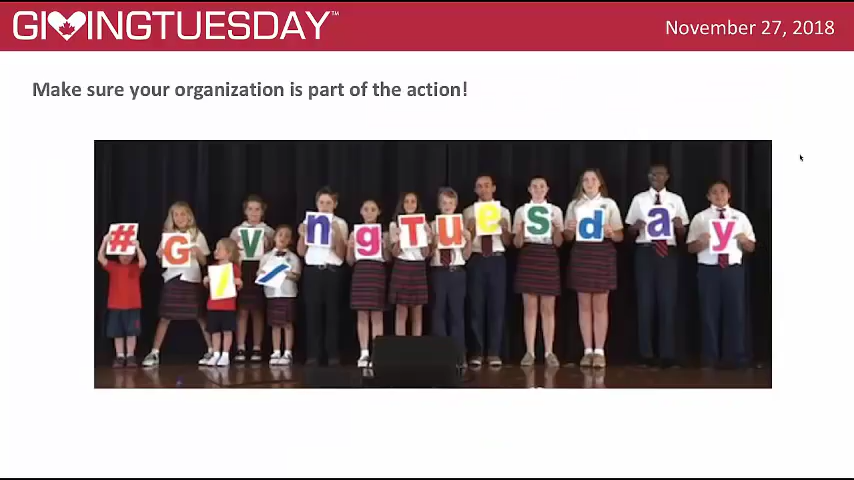 GIVINGTUESDAY™
November 27, 2018
Make sure your organization is part of the action!
#GivingTuesday